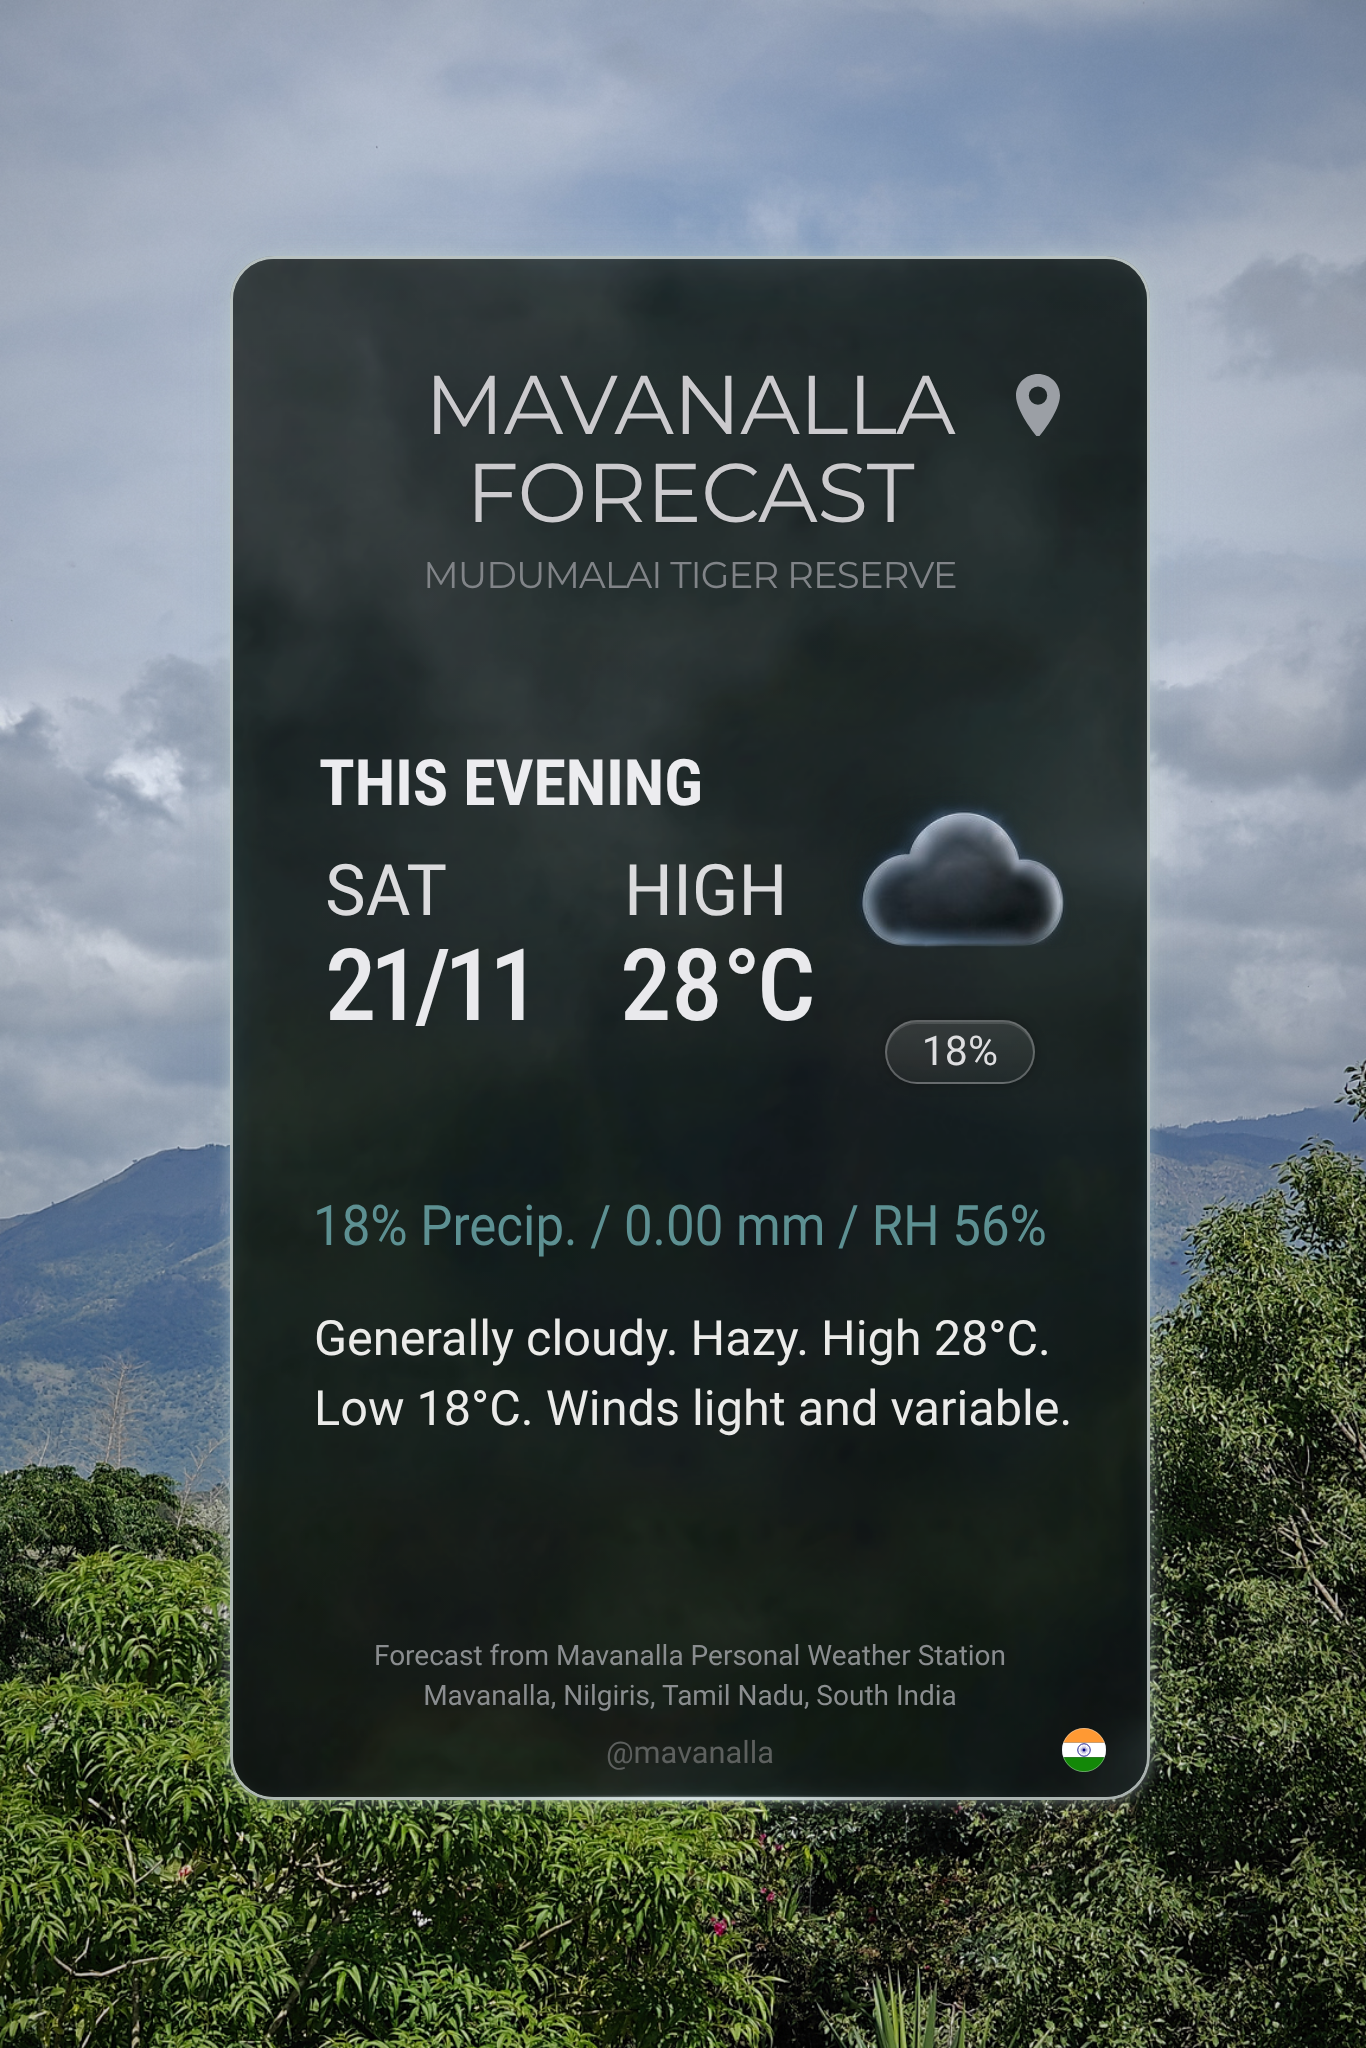 MAVANALLA
FORECAST
MUDUMALAI TIGER RESERVE
THIS EVENING
SAT
21/11
HIGH
28°C
18%
18% Precip. / 0.00 mm / RH 56%
Generally cloudy. Hazy. High 28°C.
Low 18°C. Winds light and variable.
Forecast from Mavanalla Personal Weather Station
Mavanalla, Nilgiris, Tamil Nadu, South India
@mavanalla